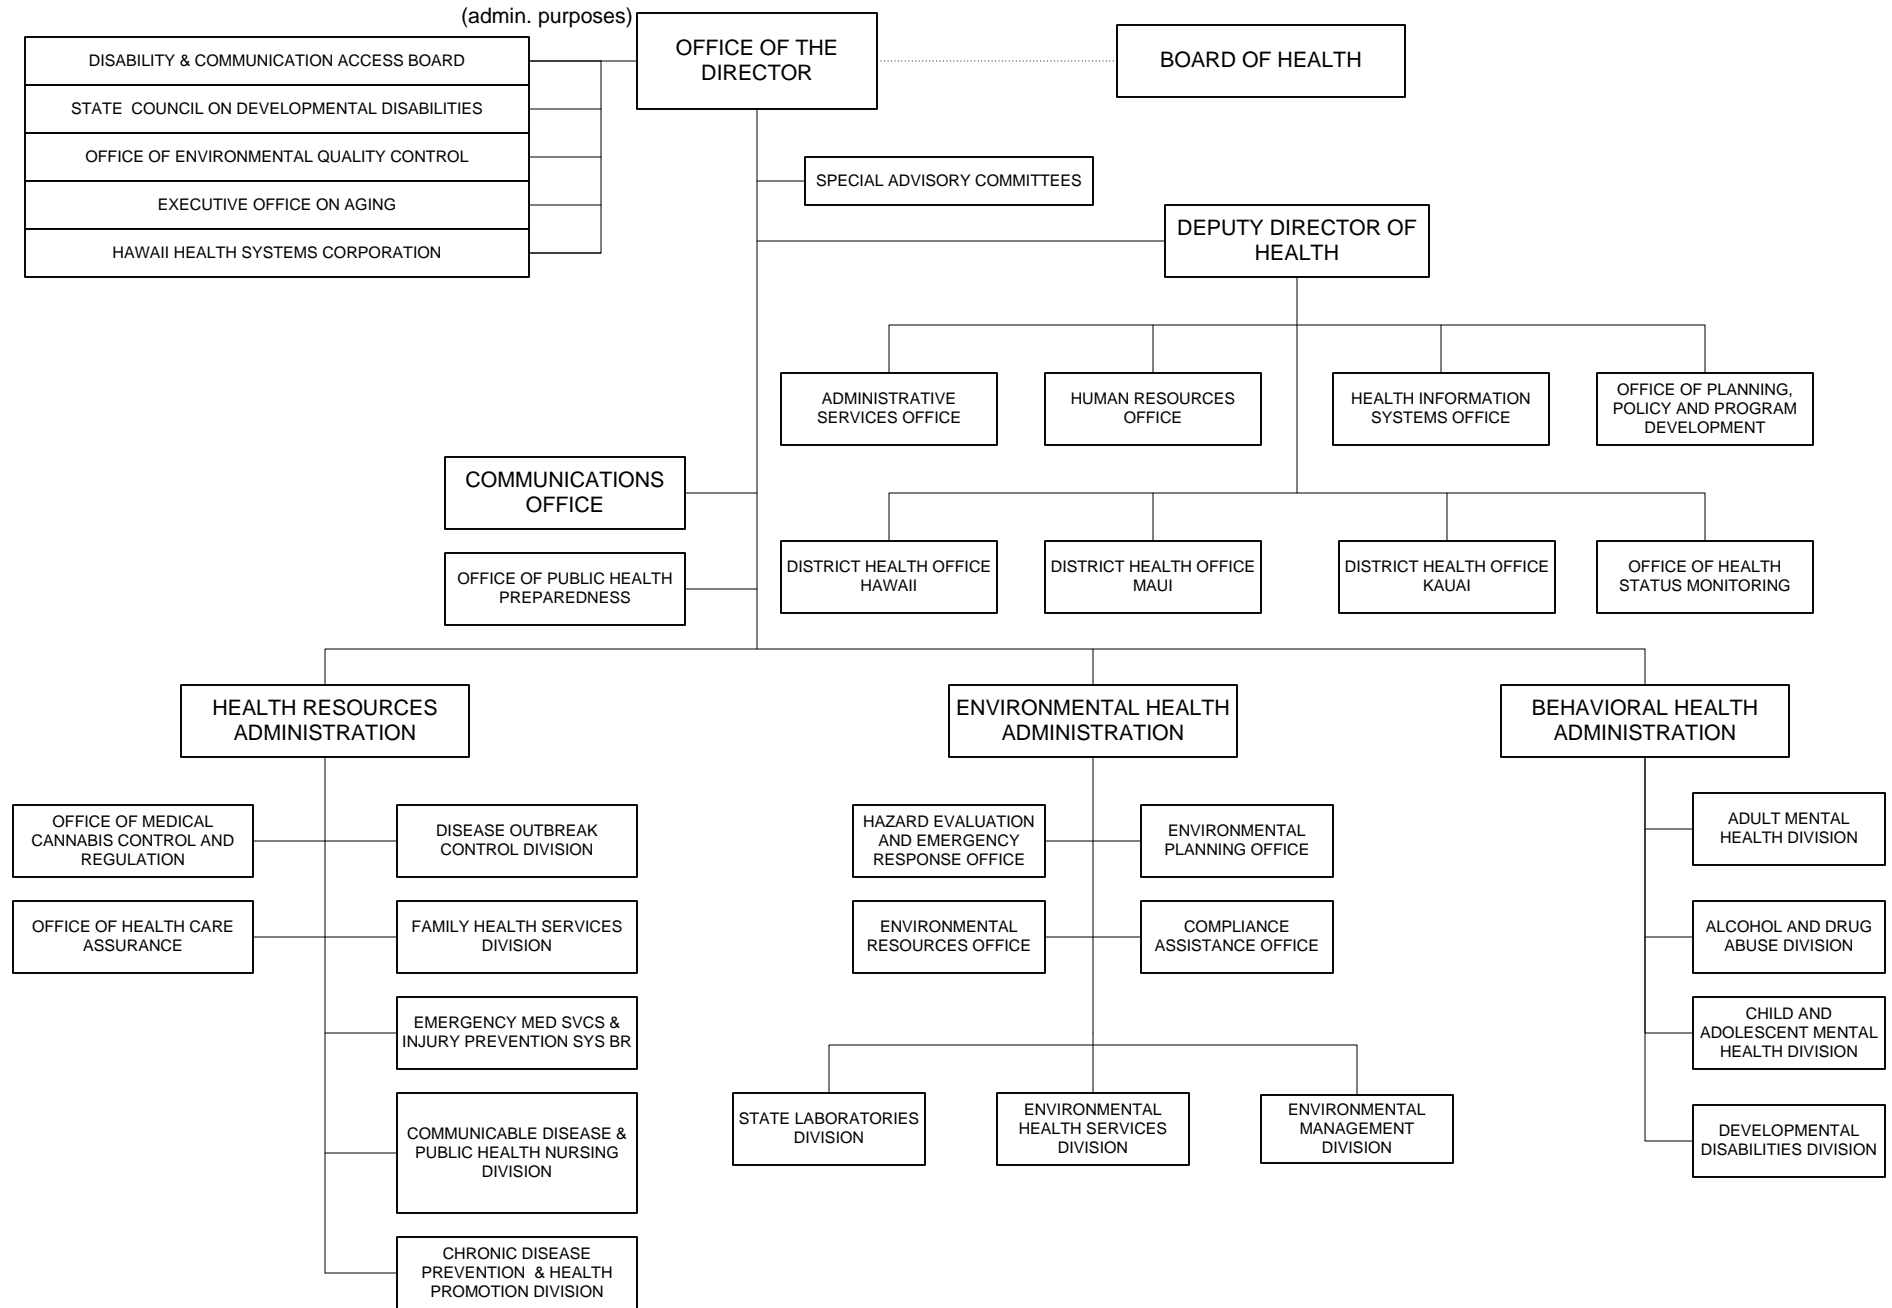 (admin. purposes)
OFFICE OF THE
DIRECTOR
BOARD OF HEALTH
DISABILITY & COMMUNICATION ACCESS BOARD
STATE COUNCIL ON DEVELOPMENTAL DISABILITIES
OFFICE OF ENVIRONMENTAL QUALITY CONTROL
EXECUTIVE OFFICE ON AGING
HAWAII HEALTH SYSTEMS CORPORATION
SPECIAL ADVISORY COMMITTEES
DEPUTY DIRECTOR OF
HEALTH
ADMINISTRATIVE
SERVICES OFFICE
HUMAN RESOURCES
OFFICE
HEALTH INFORMATION
SYSTEMS OFFICE
OFFICE OF PLANNING,
POLICY AND PROGRAM
DEVELOPMENT
COMMUNICATIONS
OFFICE
OFFICE OF PUBLIC HEALTH
PREPAREDNESS
DISTRICT HEALTH OFFICE
HAWAII
DISTRICT HEALTH OFFICE
MAUI
DISTRICT HEALTH OFFICE
KAUAI
OFFICE OF HEALTH
STATUS MONITORING
HEALTH RESOURCES
ADMINISTRATION
ENVIRONMENTAL HEALTH
ADMINISTRATION
BEHAVIORAL HEALTH
ADMINISTRATION
OFFICE OF MEDICAL
CANNABIS CONTROL AND
REGULATION
DISEASE OUTBREAK
CONTROL DIVISION
OFFICE OF HEALTH CARE
ASSURANCE
FAMILY HEALTH SERVICES
DIVISION
EMERGENCY MED SVCS &
INJURY PREVENTION SYS BR
COMMUNICABLE DISEASE &
PUBLIC HEALTH NURSING
DIVISION
CHRONIC DISEASE
PREVENTION & HEALTH
PROMOTION DIVISION
HAZARD EVALUATION
AND EMERGENCY
RESPONSE OFFICE
ENVIRONMENTAL
PLANNING OFFICE
ENVIRONMENTAL
RESOURCES OFFICE
COMPLIANCE
ASSISTANCE OFFICE
STATE LABORATORIES
DIVISION
ENVIRONMENTAL
HEALTH SERVICES
DIVISION
ENVIRONMENTAL
MANAGEMENT
DIVISION
ADULT MENTAL
HEALTH DIVISION
ALCOHOL AND DRUG
ABUSE DIVISION
CHILD AND
ADOLESCENT MENTAL
HEALTH DIVISION
DEVELOPMENTAL
DISABILITIES DIVISION